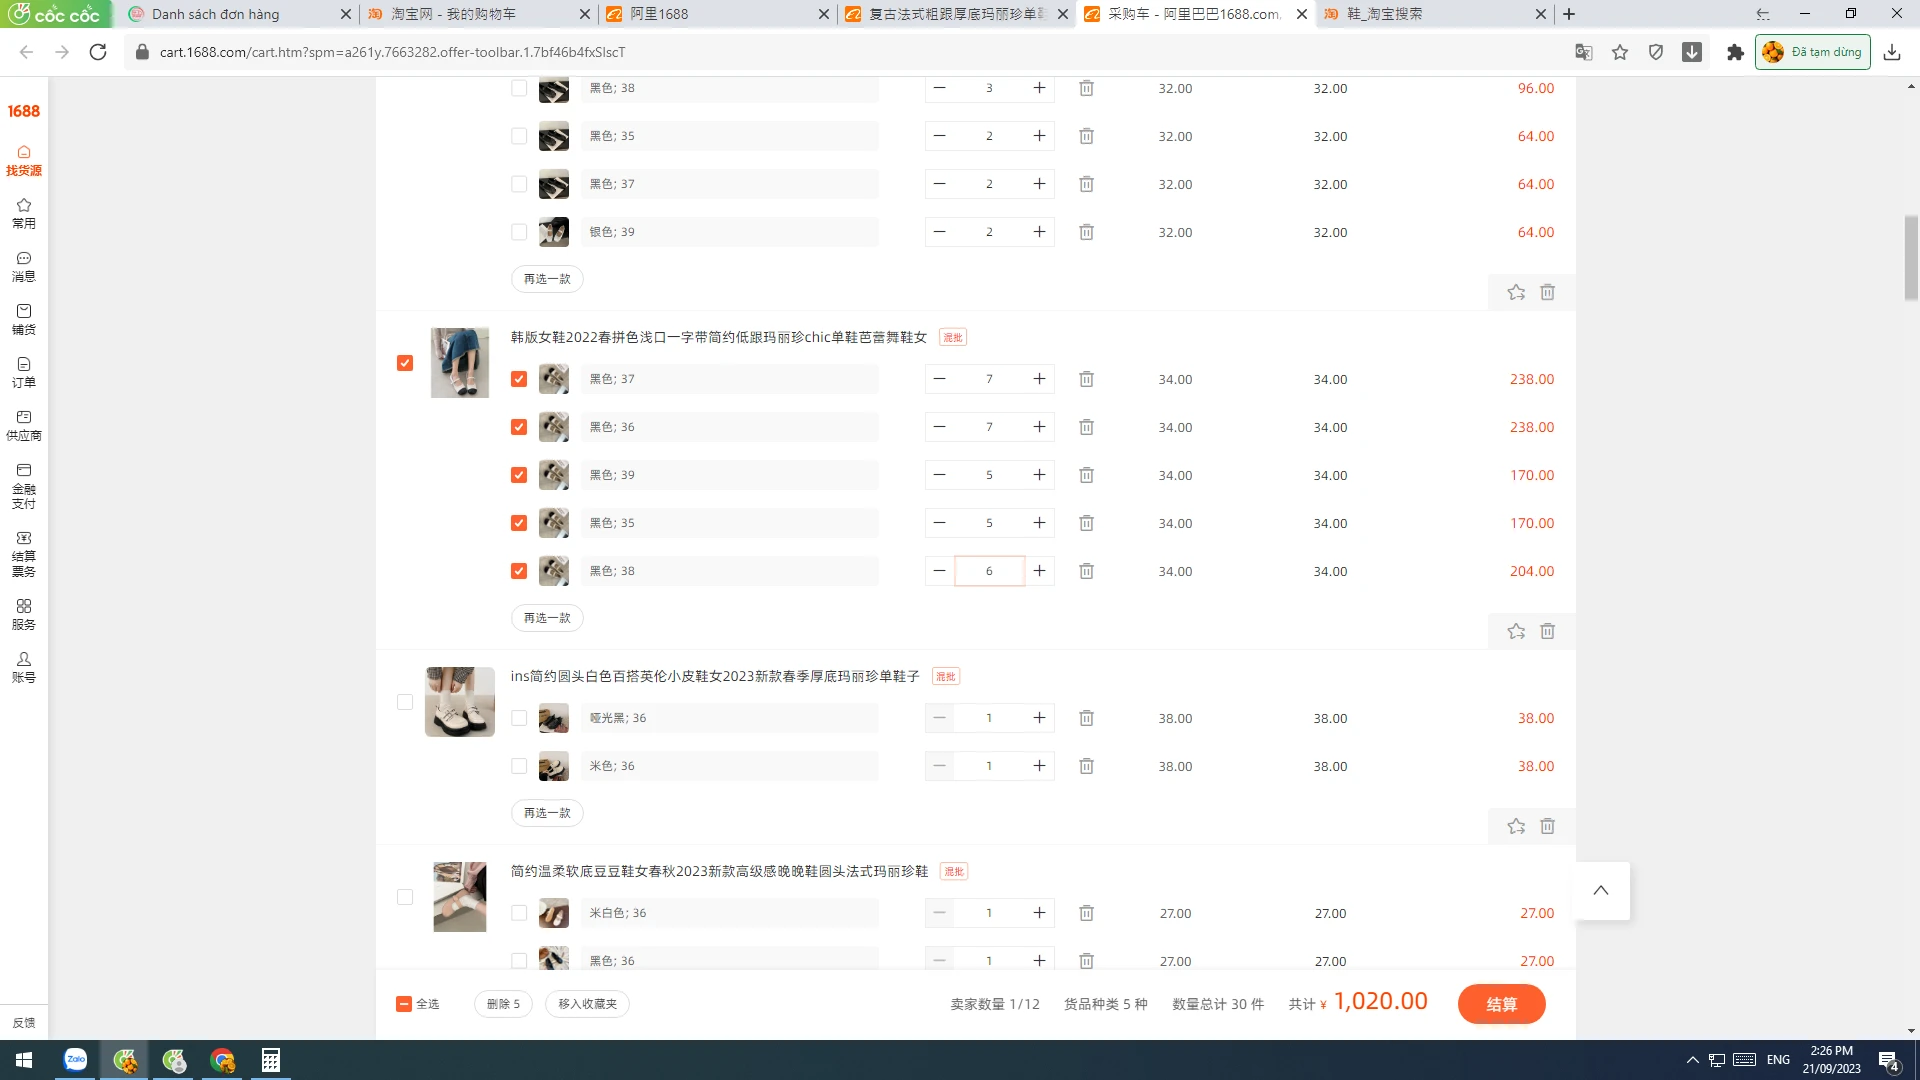 cốc cốc
Danh sách đơn hàng
淘宝网 - 我的购物车
阿里1688
复古法式粗跟厚底玛丽珍单鞋
采购车 - 阿里巴巴1688.com
鞋_淘宝搜索
cart.1688.com/cart.htm?spm=a261y.7663282.offer-toolbar.1.7bf46b4fxSlscT
Đã tạm dừng
1688
找货源
常用
消息
铺货
订单
供应商
金融
支付
结算
票务
服务
账号
反馈
黑色; 38 3 32.00 32.00 96.00
黑色; 35 2 32.00 32.00 64.00
黑色; 37 2 32.00 32.00 64.00
银色; 39 2 32.00 32.00 64.00
再选一款
韩版女鞋2022春拼色浅口一字带简约低跟玛丽珍chic单鞋芭蕾舞鞋女 混批
黑色; 37 7 34.00 34.00 238.00
黑色; 36 7 34.00 34.00 238.00
黑色; 39 5 34.00 34.00 170.00
黑色; 35 5 34.00 34.00 170.00
黑色; 38 6 34.00 34.00 204.00
再选一款
ins简约圆头白色百搭英伦小皮鞋女2023新款春季厚底玛丽珍单鞋子 混批
哑光黑; 36 1 38.00 38.00 38.00
米色; 36 1 38.00 38.00 38.00
再选一款
简约温柔软底豆豆鞋女春秋2023新款高级感晚晚鞋圆头法式玛丽珍鞋 混批
米白色; 36 1 27.00 27.00 27.00
黑色; 36 1 27.00 27.00 27.00
全选 删除 5 移入收藏夹 卖家数量 1/12 货品种类 5 种 数量总计 30 件 共计 ¥ 1,020.00 结算
Zalo
ENG
2:26 PM
21/09/2023
4